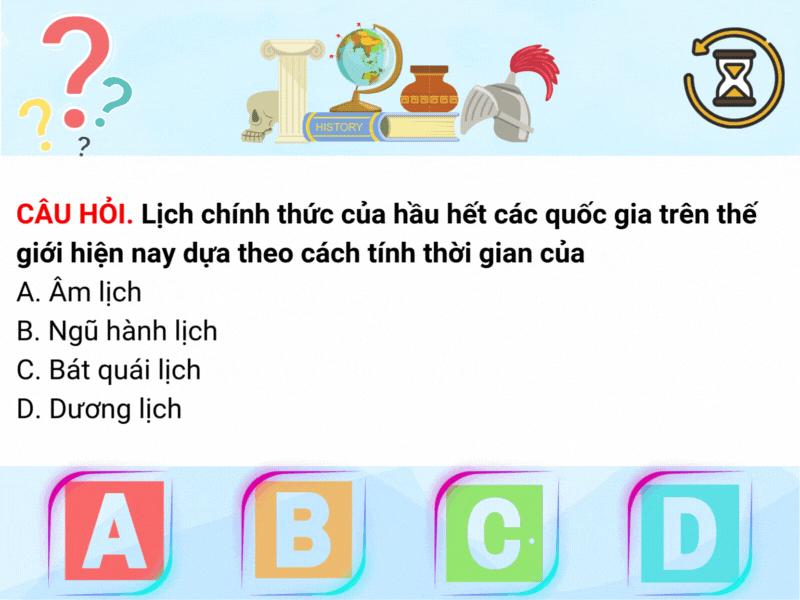 HISTORY
CÂU HỎI. Lịch chính thức của hầu hết các quốc gia trên thế
giới hiện nay dựa theo cách tính thời gian của
A. Âm lịch
B. Ngũ hành lịch
C. Bát quái lịch
D. Dương lịch
A B C D